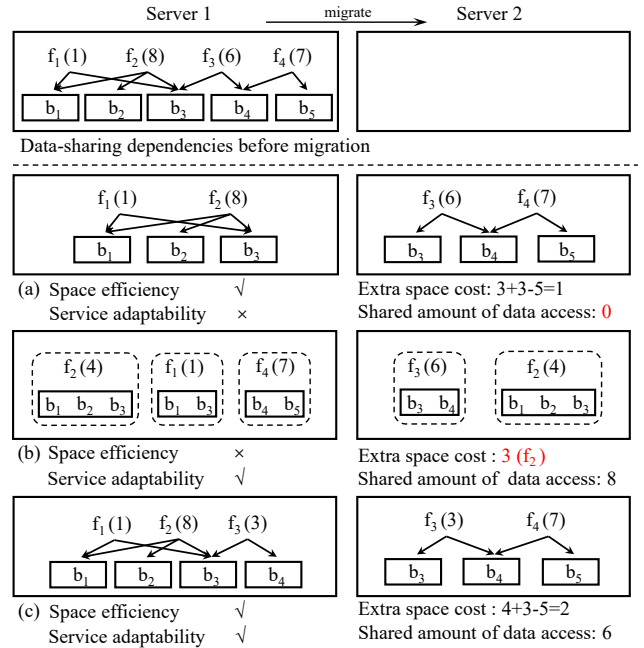 Server 1 migrate Server 2
f1(1) f2(8) f3(6) f4(7)
b1 b2 b3 b4 b5
Data-sharing dependencies before migration
f1(1) f2(8) f3(6) f4(7)
b1 b2 b3 b3 b4 b5
(a) Space efficiency √ Extra space cost: 3+3-5=1
Service adaptability × Shared amount of data access: 0
f2(4) f1(1) f4(7) f3(6) f2(4)
b1 b2 b3 b1 b3 b4 b5 b3 b4 b1 b2 b3
(b) Space efficiency × Extra space cost : 3 (f2)
Service adaptability √ Shared amount of data access: 8
f1(1) f2(8) f3(3) f3(3) f4(7)
b1 b2 b3 b4 b3 b4 b5
(c) Space efficiency √ Extra space cost : 4+3-5=2
Service adaptability √ Shared amount of data access: 6